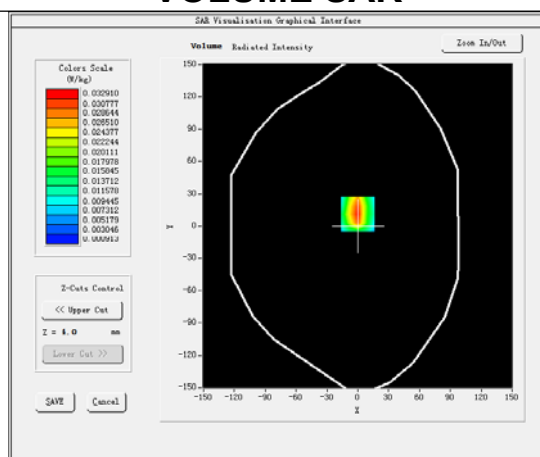 VOLUME SAR
SAR Visualisation Graphical Interface
Volume Radiated Intensity
Zoom In/Out
Colors Scale
(W/kg)
0.032910
0.030777
0.028644
0.026510
0.024377
0.022244
0.020111
0.017978
0.015845
0.013712
0.011578
0.009445
0.007312
0.005179
0.003046
0.000913
150
120
90
60
30
0
-30
-60
-90
-120
-150
Y
-150 -120 -90 -60 -30 0 30 60 90 120 150
X
Z-Cuts Control
<< Upper Cut
Z = 4.0 mm
Lower Cut >>
SAVE
Cancel